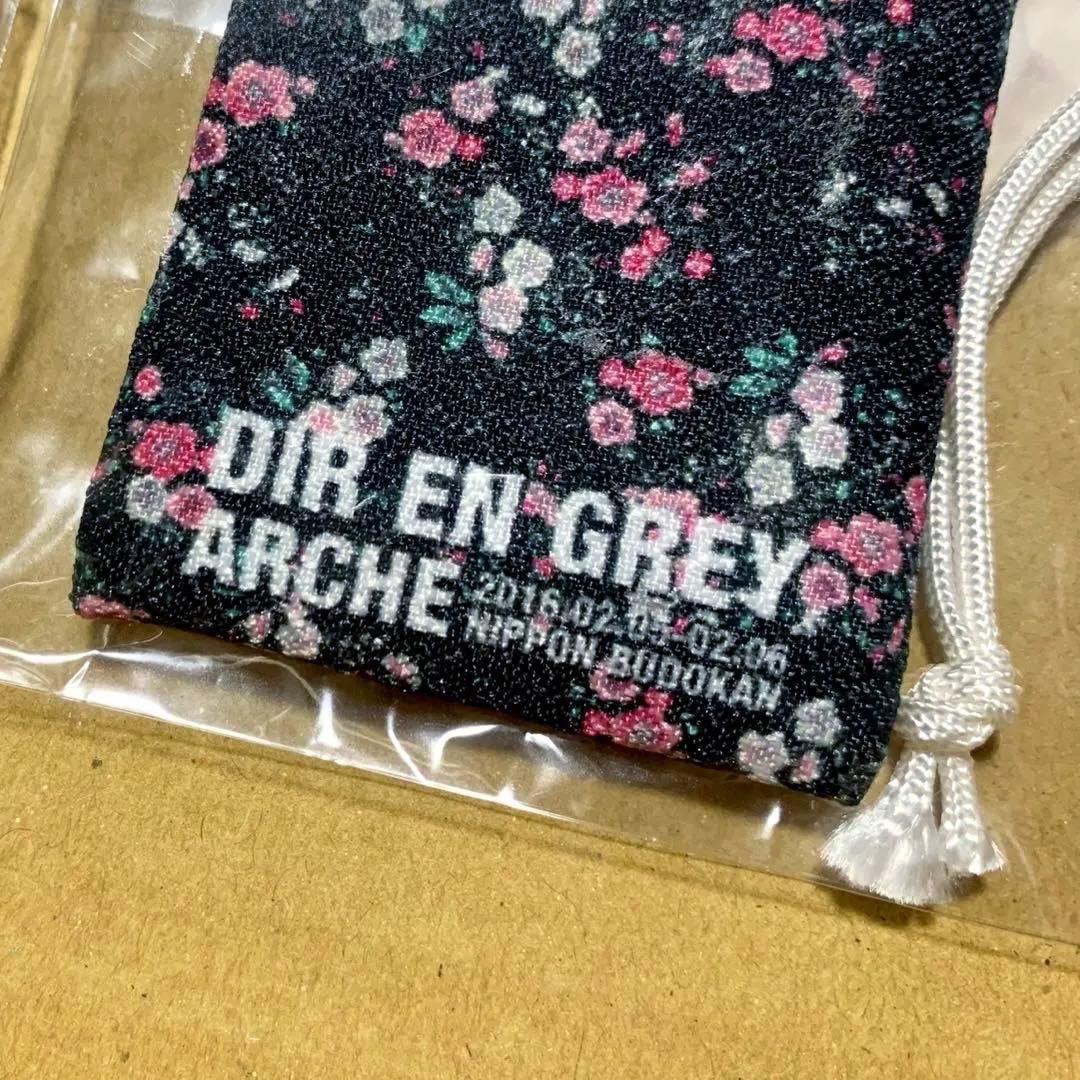 DIR EN GREY
ARCHE
2016.02.05-02.06
NIPPON BUDOKAN